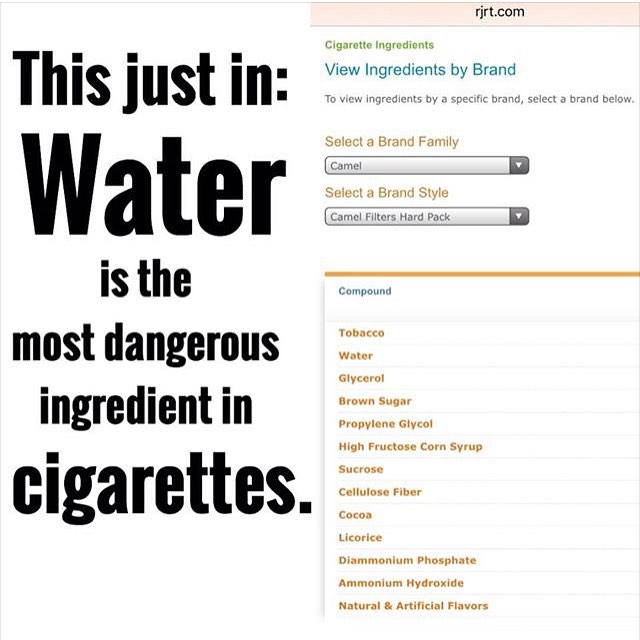 This just in:
Water
is the
most dangerous
ingredient in
cigarettes.
rjrt.com
Cigarette Ingredients
View Ingredients by Brand
To view ingredients by a specific brand, select a brand below.
Select a Brand Family
Camel
Select a Brand Style
Camel Filters Hard Pack
Compound
Tobacco
Water
Glycerol
Brown Sugar
Propylene Glycol
High Fructose Corn Syrup
Sucrose
Cellulose Fiber
Cocoa
Licorice
Diammonium Phosphate
Ammonium Hydroxide
Natural & Artificial Flavors